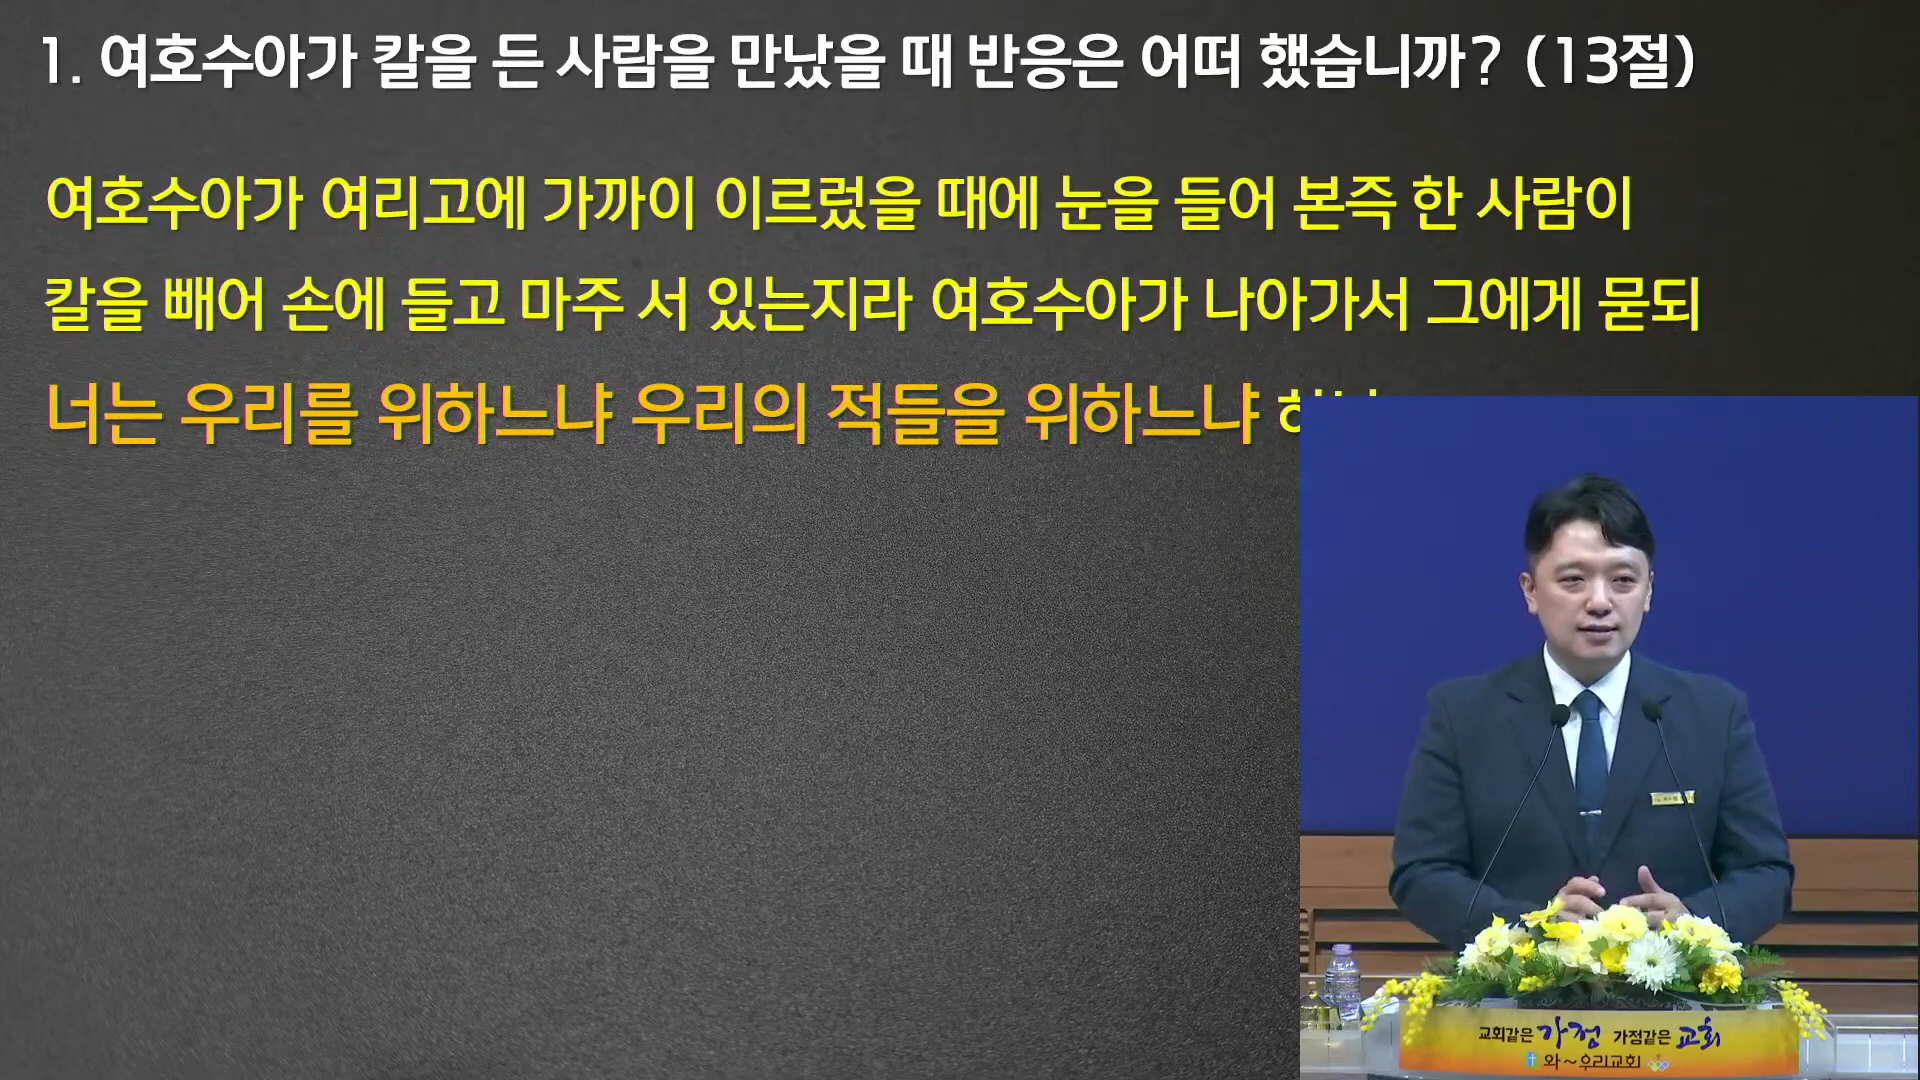 1. 여호수아가 칼을 든 사람을 만났을 때 반응은 어떠 했습니까? (13절)
여호수아가 여리고에 가까이 이르렀을 때에 눈을 들어 본즉 한 사람이
칼을 빼어 손에 들고 마주 서 있는지라 여호수아가 나아가서 그에게 묻되
너는 우리를 위하느냐 우리의 적들을 위하느냐
교회같은 가정 가정같은 교회
와~우리교회